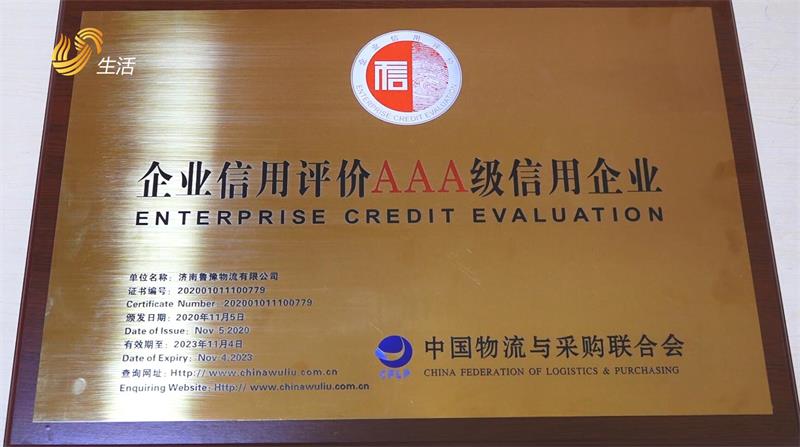 生活
企业信用评价
ENTERPRISE CREDIT EVALUATION
信
企业信用评价AAA级信用企业
ENTERPRISE CREDIT EVALUATION
单位名称：济南鲁豫物流有限公司
证书编号：202001011100779
Certificate Number：202001011100779
颁发日期：2020年11月5日
Date of Issue：Nov·5.2020
有效期至：2023年11月4日
Date of Expiry：Nov·4.2023
查询网址：Http://www·chinawuliu.com.cn
Enquiring Website：Http://www·chinawuliu.com.cn
CFLP
中国物流与采购联合会
CHINA FEDERATION OF LOGISTICS & PURCHASING